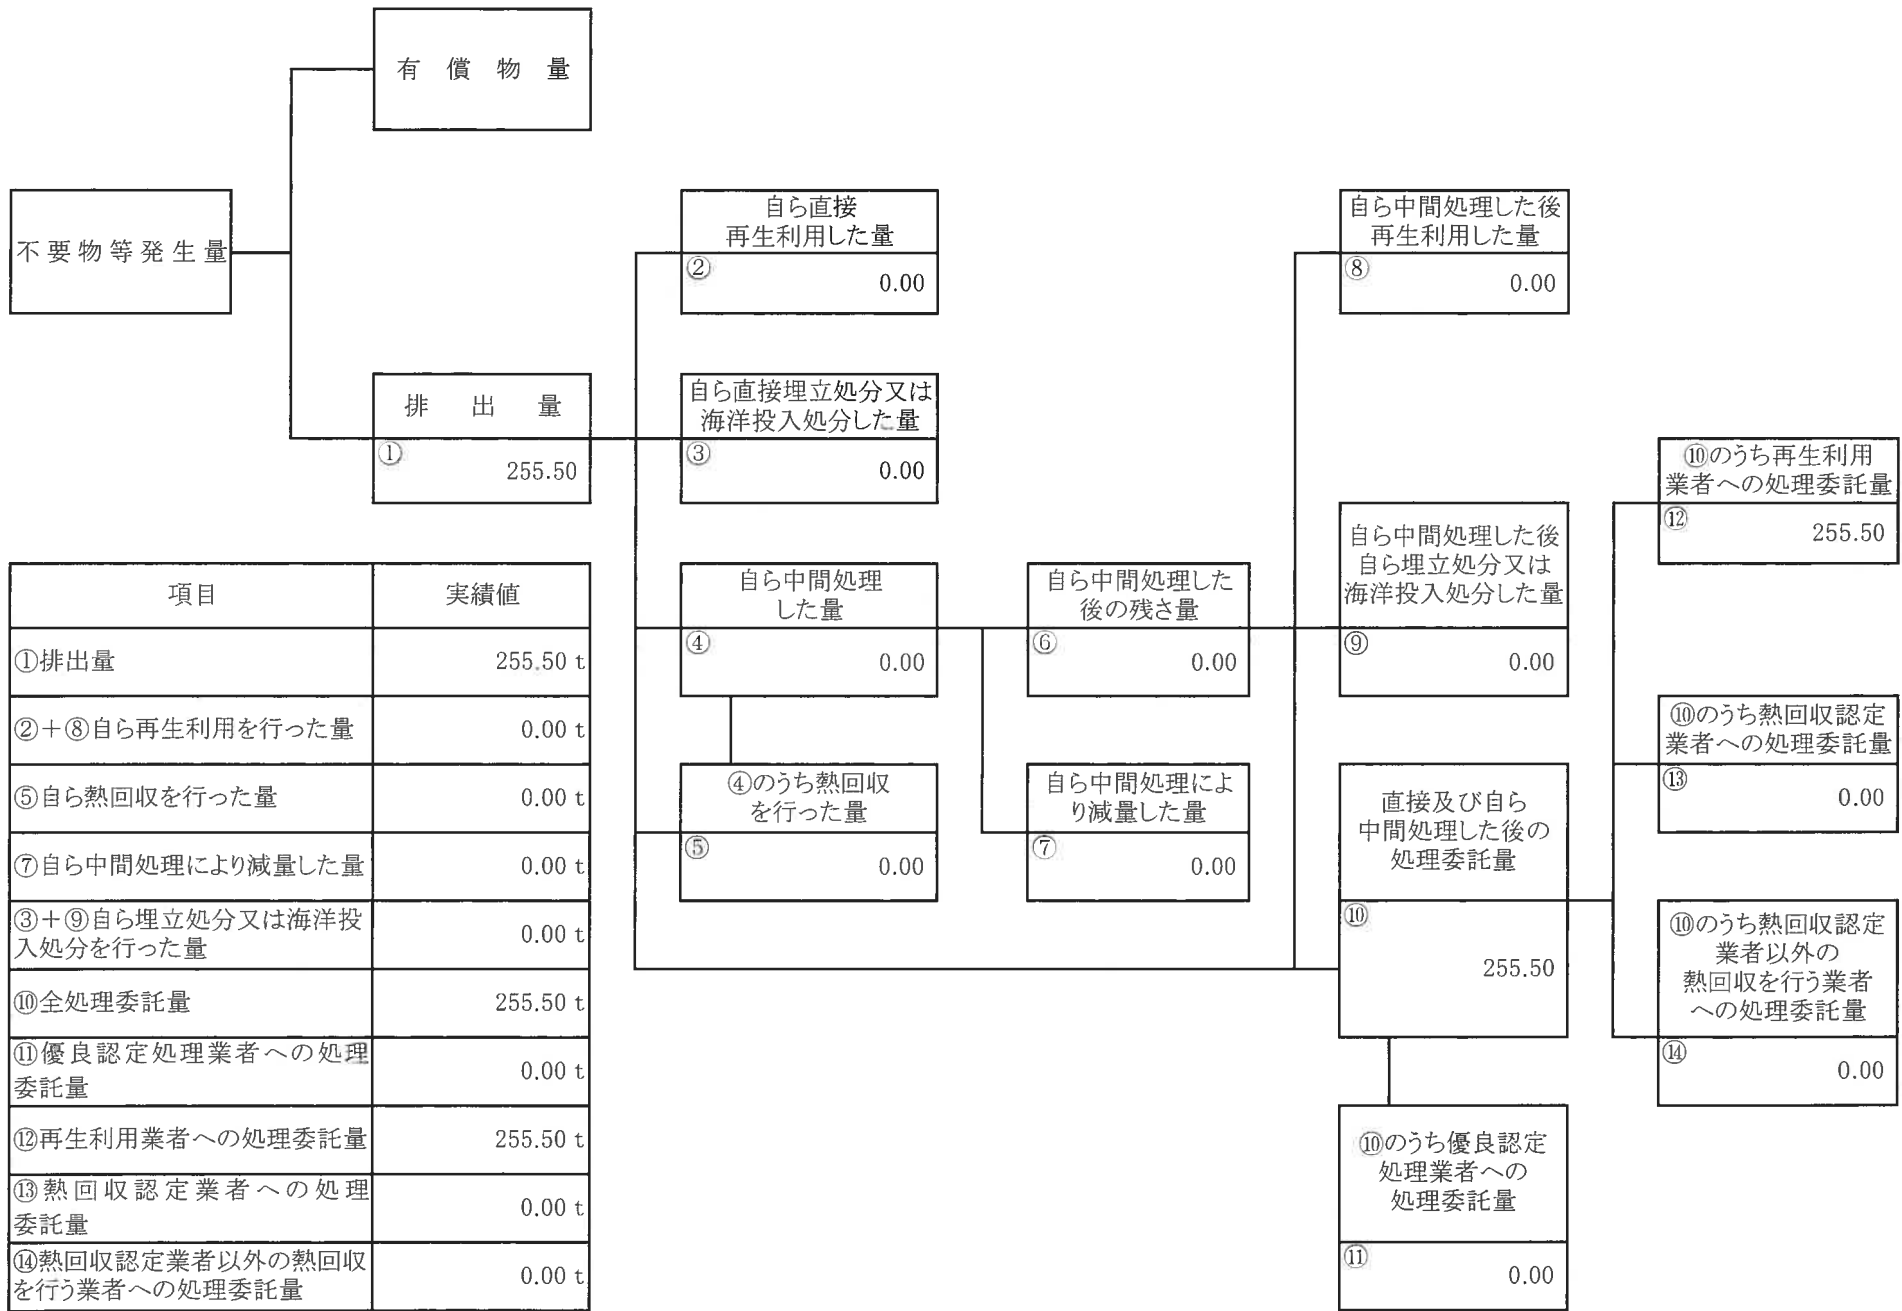 有償物量
不要物等発生量
排出量
① 255.50
自ら直接
再生利用した量
② 0.00
自ら直接埋立処分又は
海洋投入処分した量
③ 0.00
自ら中間処理
した量
④ 0.00
④のうち熱回収
を行った量
⑤ 0.00
自ら中間処理した
後の残さ量
⑥ 0.00
自ら中間処理によ
り減量した量
⑦ 0.00
自ら中間処理した後
再生利用した量
⑧ 0.00
自ら中間処理した後
自ら埋立処分又は
海洋投入処分した量
⑨ 0.00
直接及び自ら
中間処理した後の
処理委託量
⑩
255.50
⑩のうち優良認定
処理業者への
処理委託量
⑪ 0.00
⑩のうち再生利用
業者への処理委託量
⑫ 255.50
⑩のうち熱回収認定
業者への処理委託量
⑬ 0.00
⑩のうち熱回収認定
業者以外の
熱回収を行う業者
への処理委託量
⑭ 0.00
項目 実績値
①排出量 255.50 t
②+⑧自ら再生利用を行った量 0.00 t
⑤自ら熱回収を行った量 0.00 t
⑦自ら中間処理により減量した量 0.00 t
③+⑨自ら埋立処分又は海洋投
入処分を行った量 0.00 t
⑩全処理委託量 255.50 t
⑪優良認定処理業者への処理
委託量 0.00 t
⑫再生利用業者への処理委託量 255.50 t
⑬熱回収認定業者への処理
委託量 0.00 t
⑭熱回収認定業者以外の熱回収
を行う業者への処理委託量 0.00 t